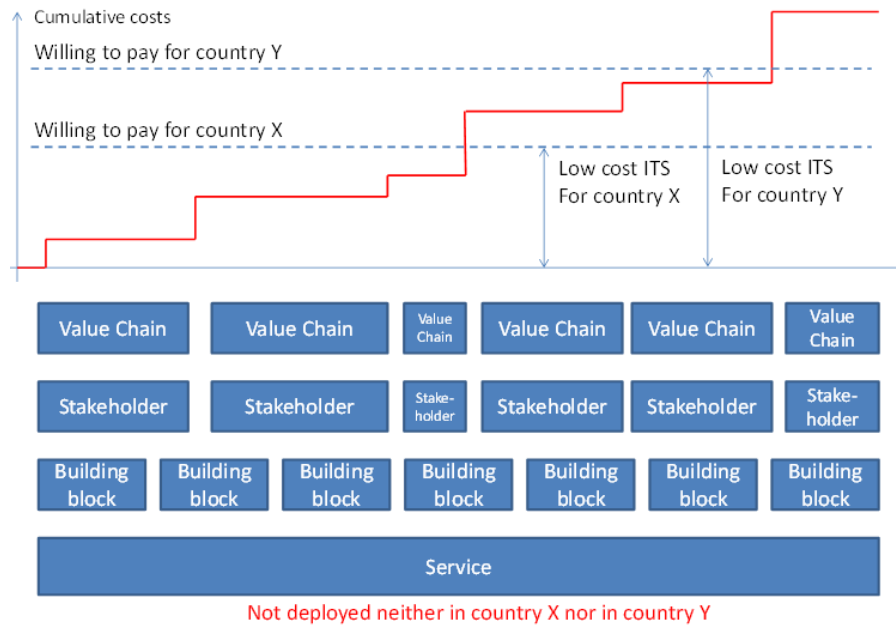 Cumulative costs
Willing to pay for country Y
Willing to pay for country X
Low cost ITS
For country X
Low cost ITS
For country Y
Value Chain
Value Chain
Value
Chain
Value Chain
Value Chain
Value
Chain
Stakeholder
Stakeholder
Stake-
holder
Stakeholder
Stakeholder
Stake-
holder
Building
block
Building
block
Building
block
Building
block
Building
block
Building
block
Building
block
Service
Not deployed neither in country X nor in country Y